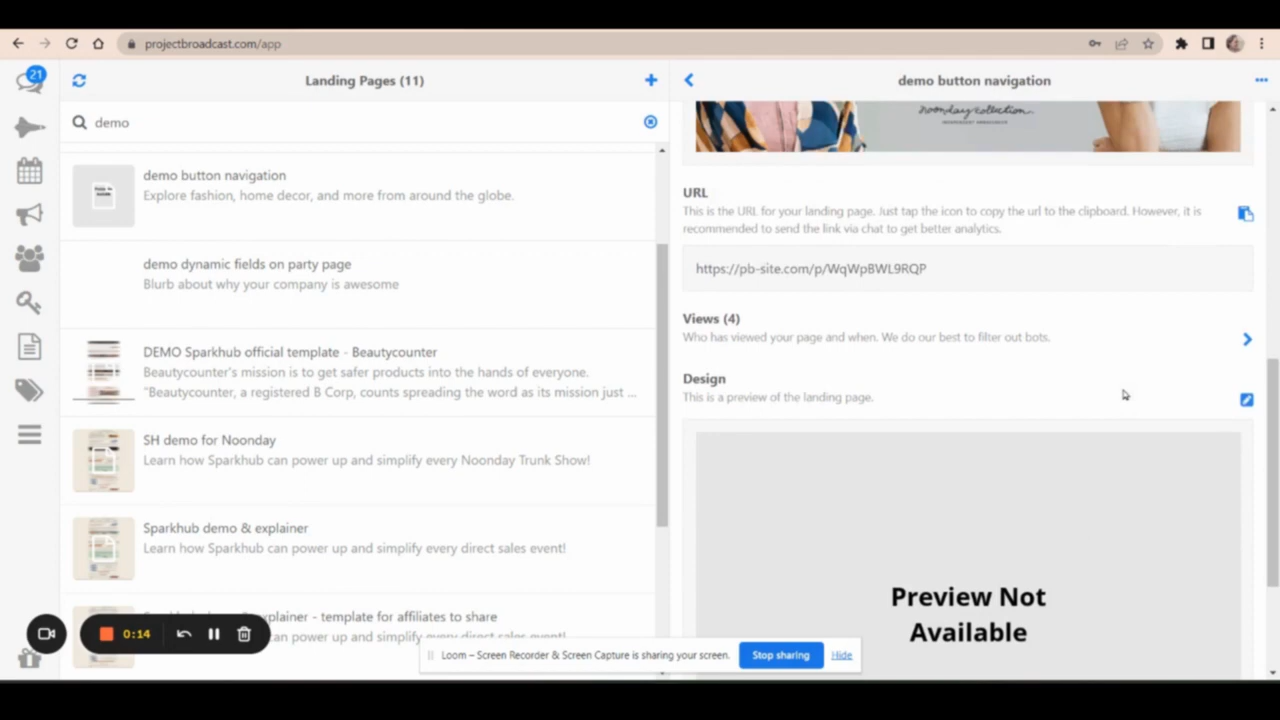 projectbroadcast.com/app
21
Landing Pages (11)
demo button navigation
demo
demo button navigation
Explore fashion, home decor, and more from around the globe.
demo dynamic fields on party page
Blurb about why your company is awesome
DEMO Sparkhub official template - Beautycounter
Beautycounter's mission is to get safer products into the hands of everyone.
"Beautycounter, a registered B Corp, counts spreading the word as its mission just ...
SH demo for Noonday
Learn how Sparkhub can power up and simplify every Noonday Trunk Show!
Sparkhub demo & explainer
Learn how Sparkhub can power up and simplify every direct sales event!
explainer - template for affiliates to share
can power up and simplify every direct sales event!
0:14
noonday collection
URL
This is the URL for your landing page. Just tap the icon to copy the url to the clipboard. However, it is
recommended to send the link via chat to get better analytics.
https://pb-site.com/p/WqWpBWL9RQP
Views (4)
Who has viewed your page and when. We do our best to filter out bots.
Design
This is a preview of the landing page.
Preview Not
Available
Loom – Screen Recorder & Screen Capture is sharing your screen.
Stop sharing
Hide